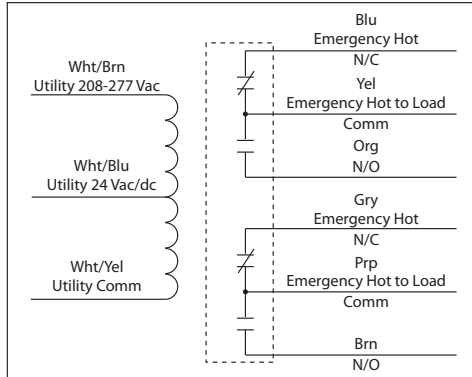 Wht/Brn
Utility 208-277 Vac
Wht/Blu
Utility 24 Vac/dc
Wht/Yel
Utility Comm
Blu
Emergency Hot
N/C
Yel
Emergency Hot to Load
Comm
Org
N/O
Gry
Emergency Hot
N/C
Prp
Emergency Hot to Load
Comm
Brn
N/O